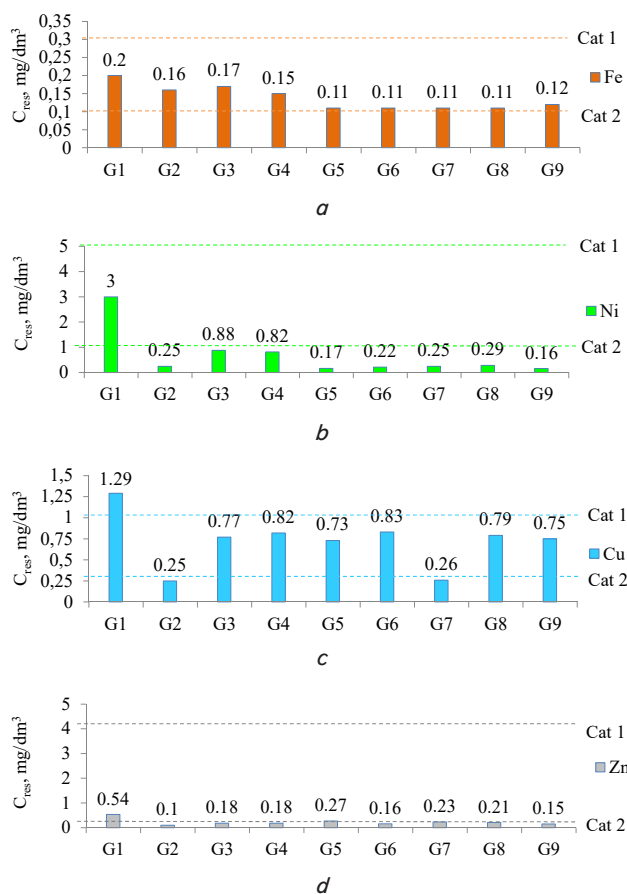 0,35
0,3
0,25
0,2
0,15
0,1
0,05
0
C_res, mg/dm³
0.2 0.16 0.17 0.15 0.11 0.11 0.11 0.11 0.12
Cat 1
Fe
Cat 2
G1 G2 G3 G4 G5 G6 G7 G8 G9
a
5
4
3
2
1
0
C_res, mg/dm³
3 0.25 0.88 0.82 0.17 0.22 0.25 0.29 0.16
Cat 1
Ni
Cat 2
G1 G2 G3 G4 G5 G6 G7 G8 G9
b
1,5
1,25
1
0,75
0,5
0,25
0
C_res, mg/dm³
1.29 0.25 0.77 0.82 0.73 0.83 0.26 0.79 0.75
Cat 1
Cu
Cat 2
G1 G2 G3 G4 G5 G6 G7 G8 G9
c
5
4
3
2
1
0
C_res, mg/dm³
0.54 0.1 0.18 0.18 0.27 0.16 0.23 0.21 0.15
Cat 1
Zn
Cat 2
G1 G2 G3 G4 G5 G6 G7 G8 G9
d